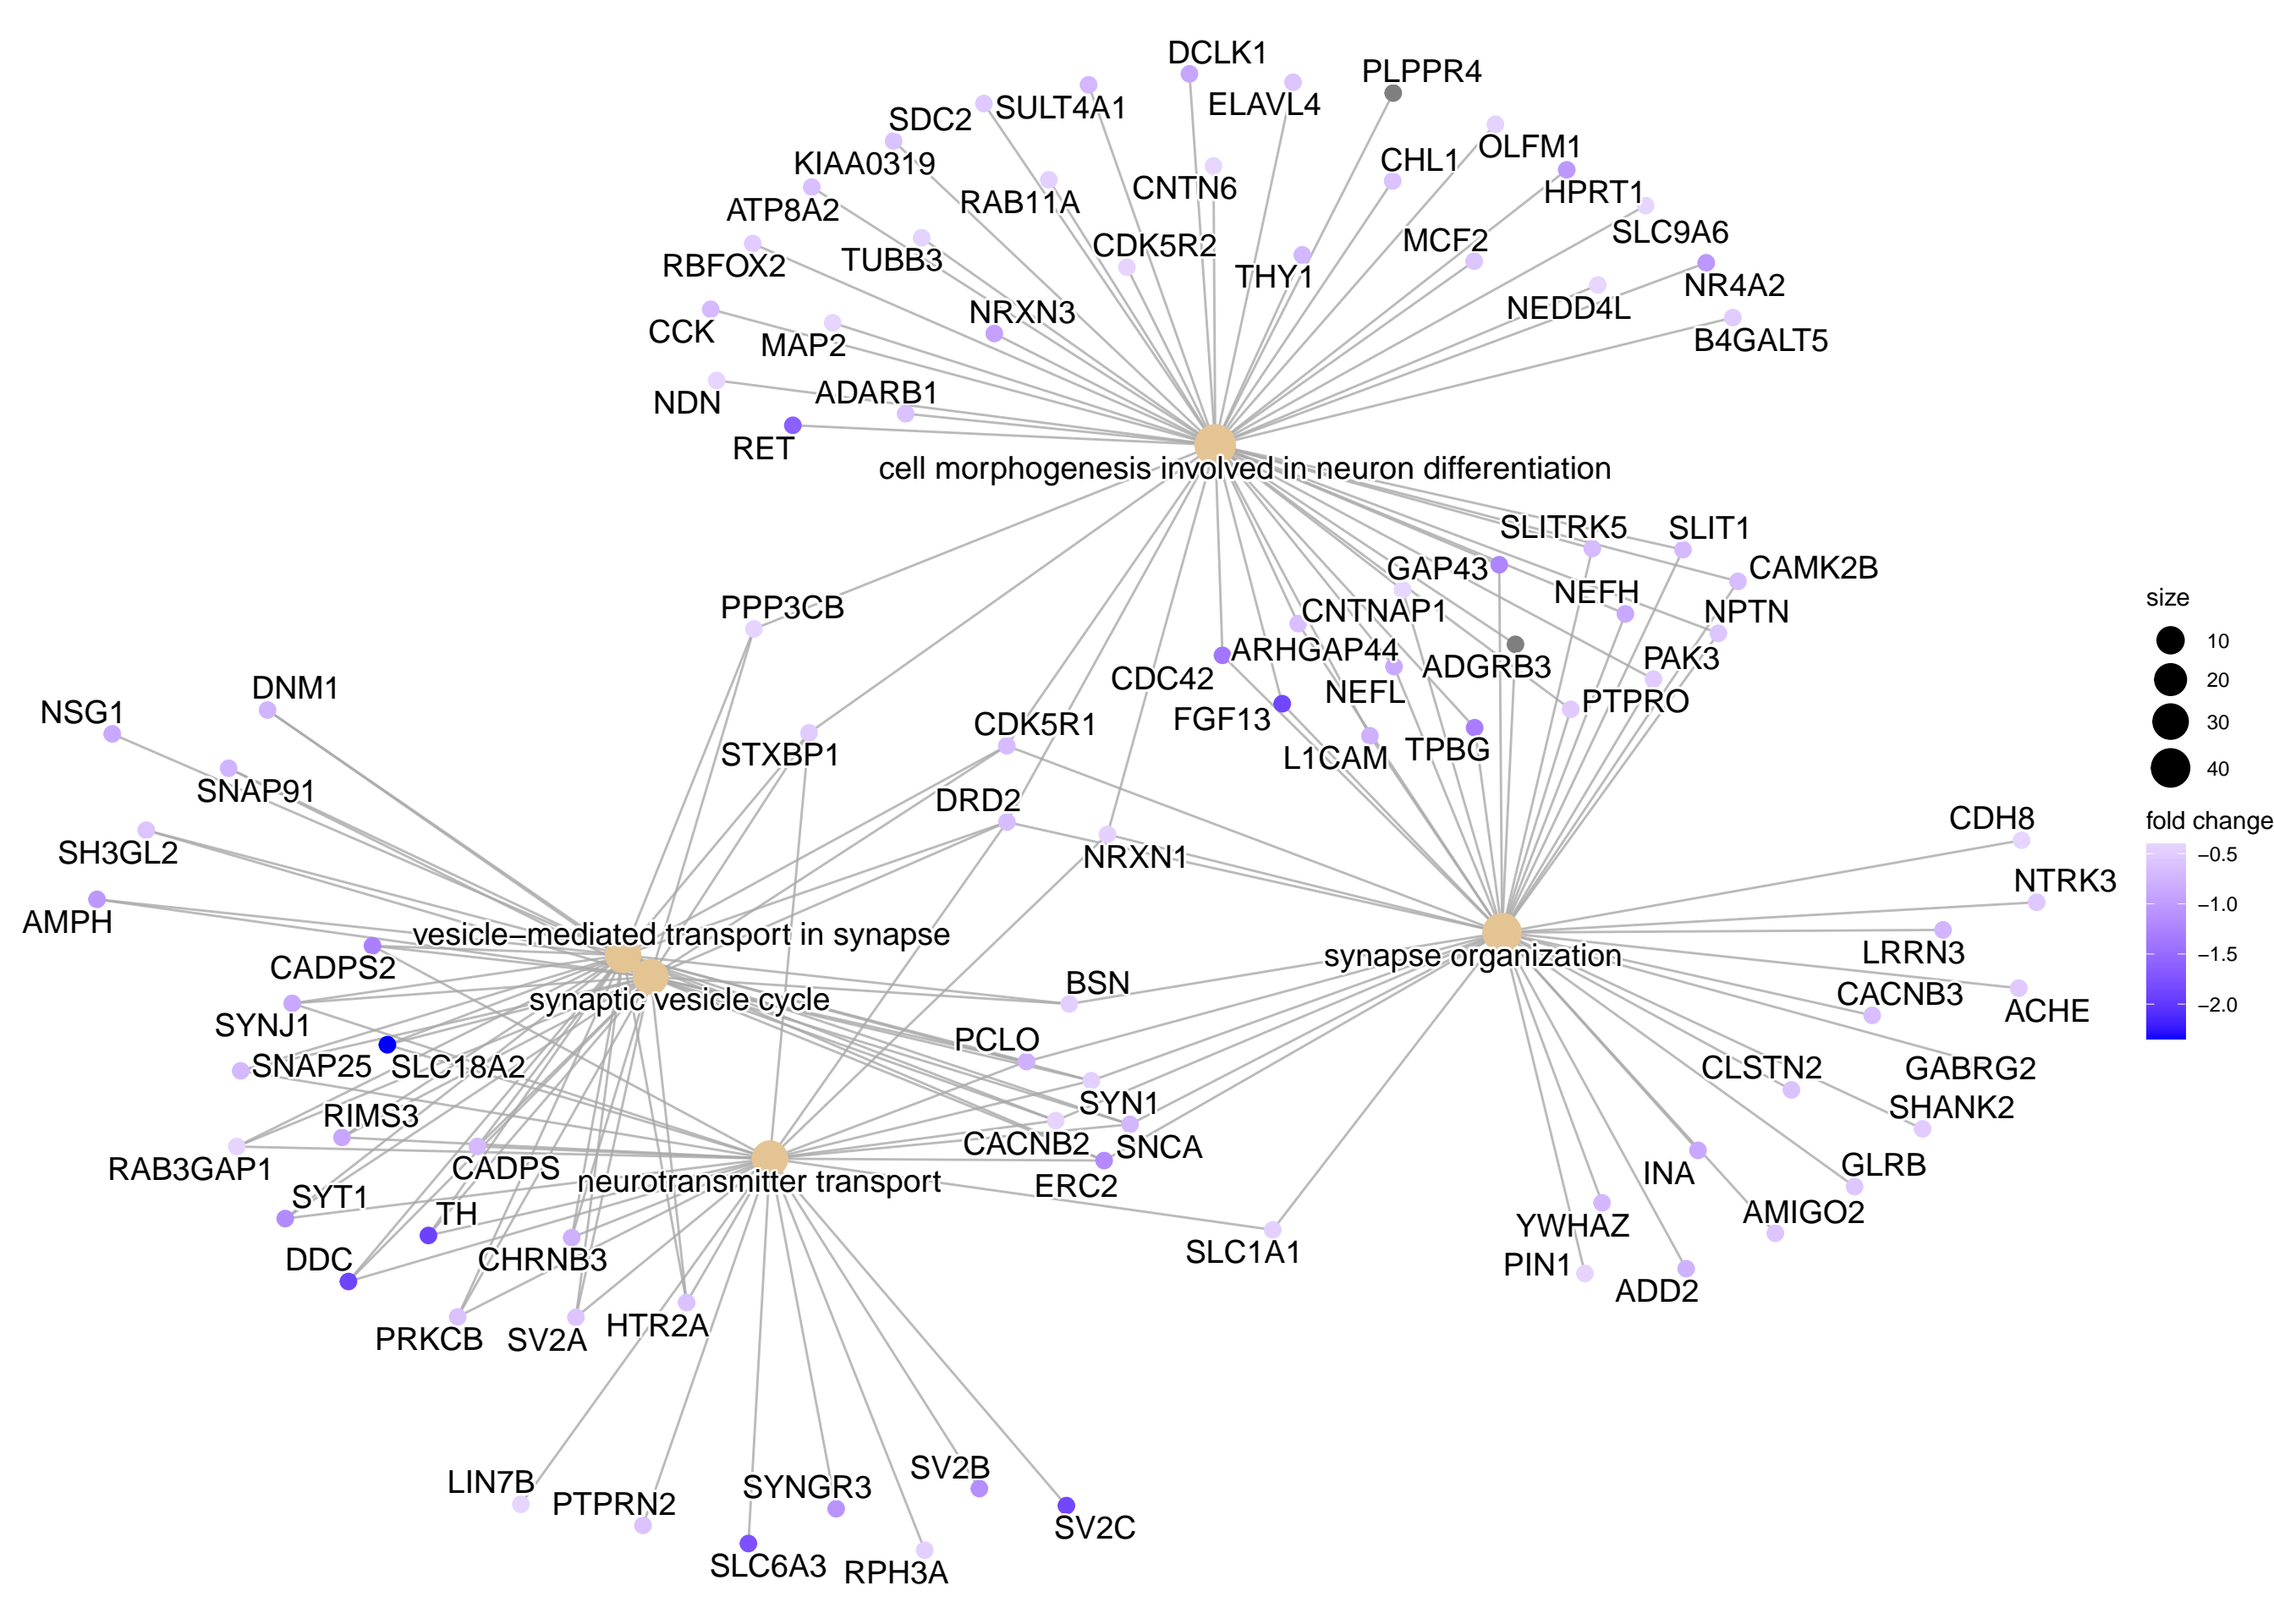 DCLK1
PLPPR4
SDC2
SULT4A1
ELAVL4
KIAA0319
CHL1
OLFM1
ATP8A2
RAB11A
CNTN6
HPRT1
RBFOX2
TUBB3
CDK5R2
THY1
MCF2
SLC9A6
CCK
MAP2
NRXN3
NEDD4L
NR4A2
B4GALT5
NDN
ADARB1
RET
cell morphogenesis involved in neuron differentiation
SLITRK5
SLIT1
GAP43
CAMK2B
PPP3CB
CNTNAP1
NEFH
NPTN
ARHGAP44
ADGRB3
PAK3
CDC42
NEFL
PTPRO
DNM1
NSG1
STXBP1
CDK5R1
FGF13
L1CAM
TPBG
SNAP91
DRD2
SH3GL2
NRXN1
CDH8
NTRK3
AMPH
vesicle−mediated transport in synapse
synapse organization
LRRN3
CADPS2
synaptic vesicle cycle
BSN
CACNB3
ACHE
SYNJ1
PCLO
SNAP25
SLC18A2
CLSTN2
GABRG2
RIMS3
SYN1
SHANK2
RAB3GAP1
CADPS
CACNB2
SNCA
neurotransmitter transport
ERC2
INA
GLRB
SYT1
TH
AMIGO2
DDC
CHRNB3
SLC1A1
YWHAZ
PIN1
ADD2
PRKCB
SV2A
HTR2A
LIN7B
PTPRN2
SYNGR3
SV2B
SV2C
SLC6A3
RPH3A
size
10
20
30
40
fold change
−0.5
−1.0
−1.5
−2.0